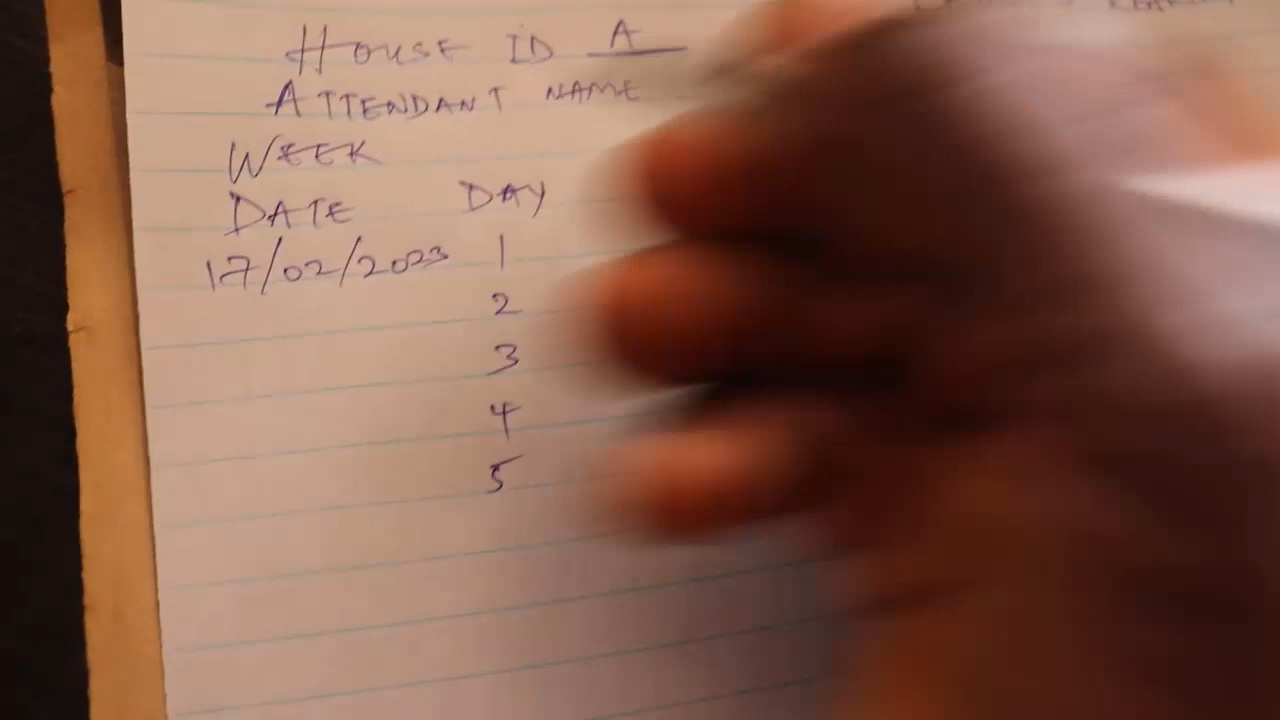 HOUSE ID A
ATTENDANT NAME
WEEK
DATE DAY
17/02/2023 1
2
3
4
5